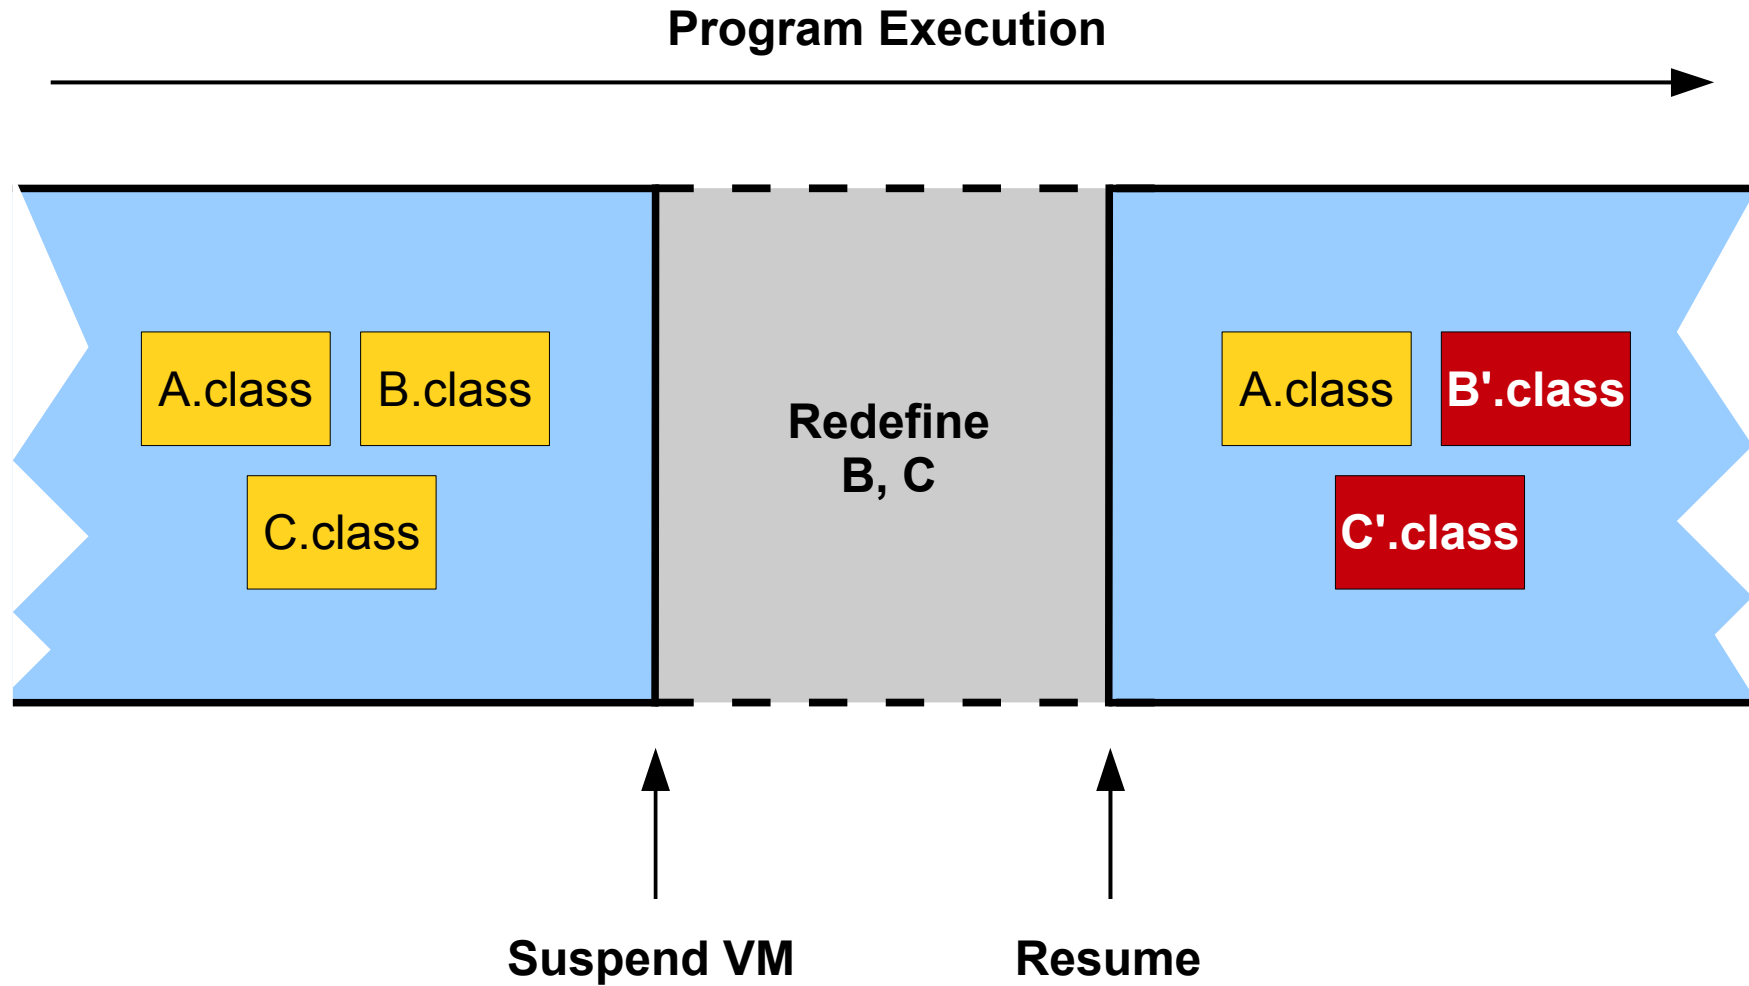 Program Execution
A.class
B.class
C.class
Redefine
B, C
A.class
B'.class
C'.class
Suspend VM
Resume